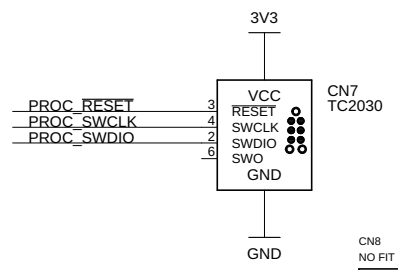 3V3
CN7
TC2030
VCC
PROC_RESET 3 RESET
PROC_SWCLK 4 SWCLK
PROC_SWDIO 2 SWDIO
6 SWO
GND
GND
CN8
NO FIT